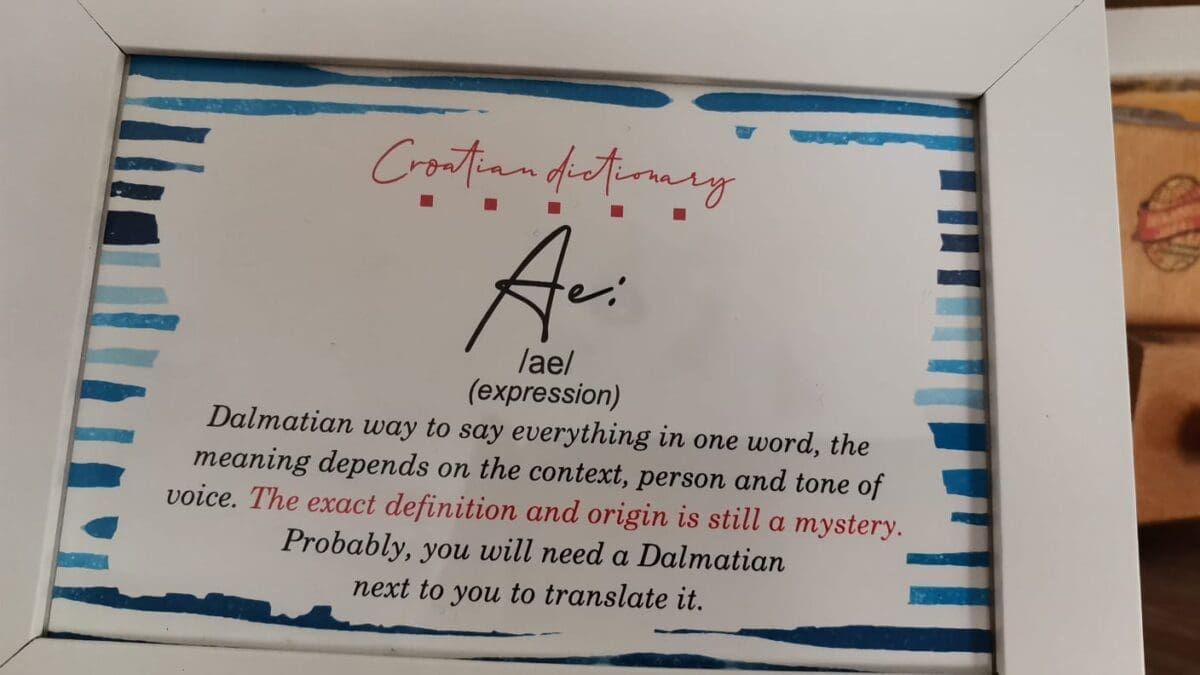 Croatian dictionary
Ae:
/ae/
(expression)
Dalmatian way to say everything in one word, the
meaning depends on the context, person and tone of
voice. The exact definition and origin is still a mystery.
Probably, you will need a Dalmatian
next to you to translate it.